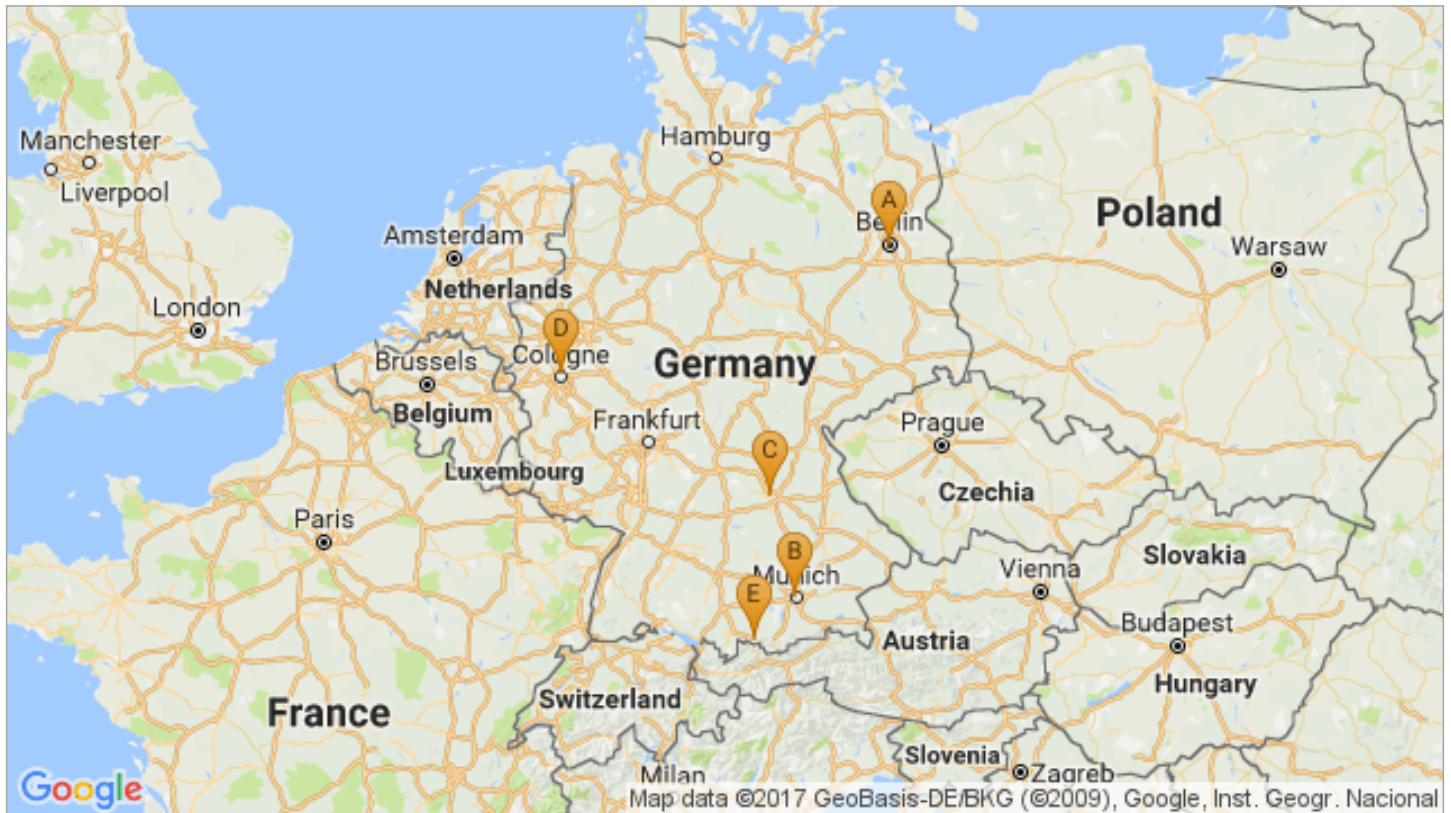 Hamburg
Manchester
Liverpool
A
Berlin
Poland
Amsterdam
Warsaw
Netherlands
London
D
Cologne
Brussels
Germany
Belgium
Frankfurt
Prague
C
Luxembourg
Czechia
Paris
B
Munich
Slovakia
Vienna
E
Budapest
Austria
Switzerland
Hungary
France
Slovenia
Milan
Zagreb
Google
Map data ©2017 GeoBasis-DE/BKG (©2009), Google, Inst. Geogr. Nacional